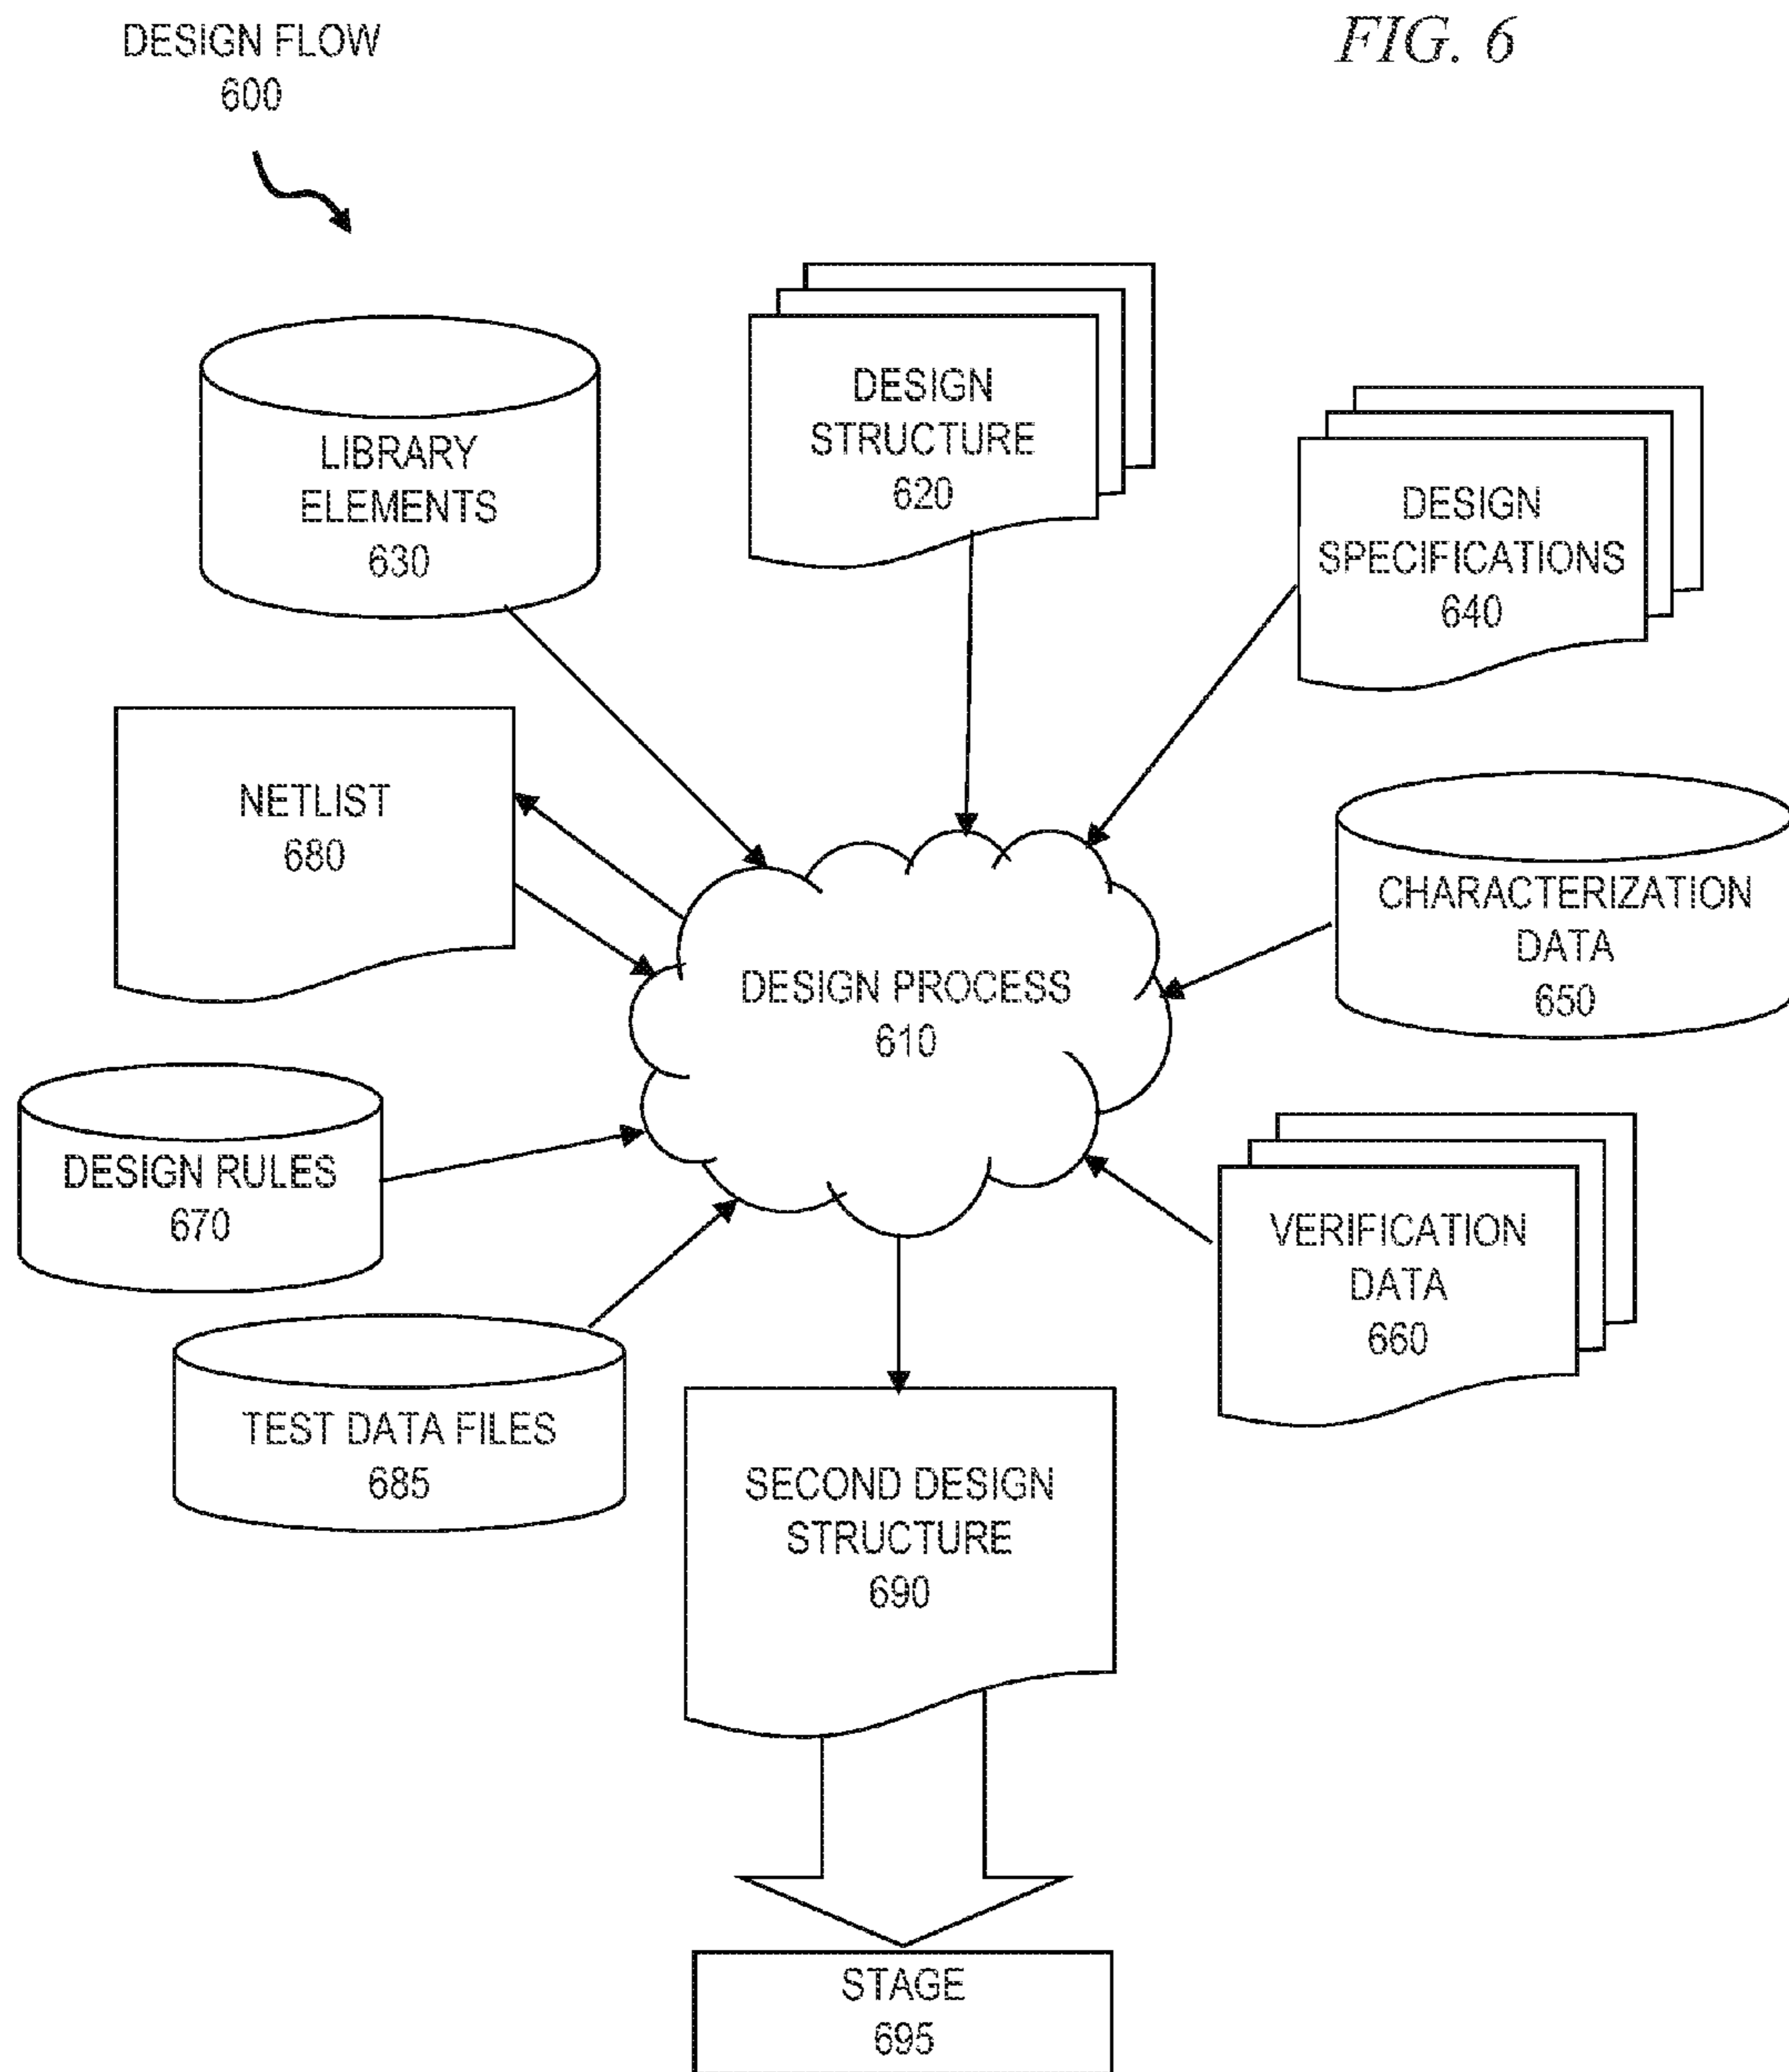 FIG. 6
DESIGN FLOW
600
DESIGN
STRUCTURE
620
LIBRARY
ELEMENTS
630
DESIGN
SPECIFICATIONS
640
NETLIST
680
CHARACTERIZATION
DATA
650
DESIGN PROCESS
610
DESIGN RULES
670
VERIFICATION
DATA
660
TEST DATA FILES
685
SECOND DESIGN
STRUCTURE
690
STAGE
695